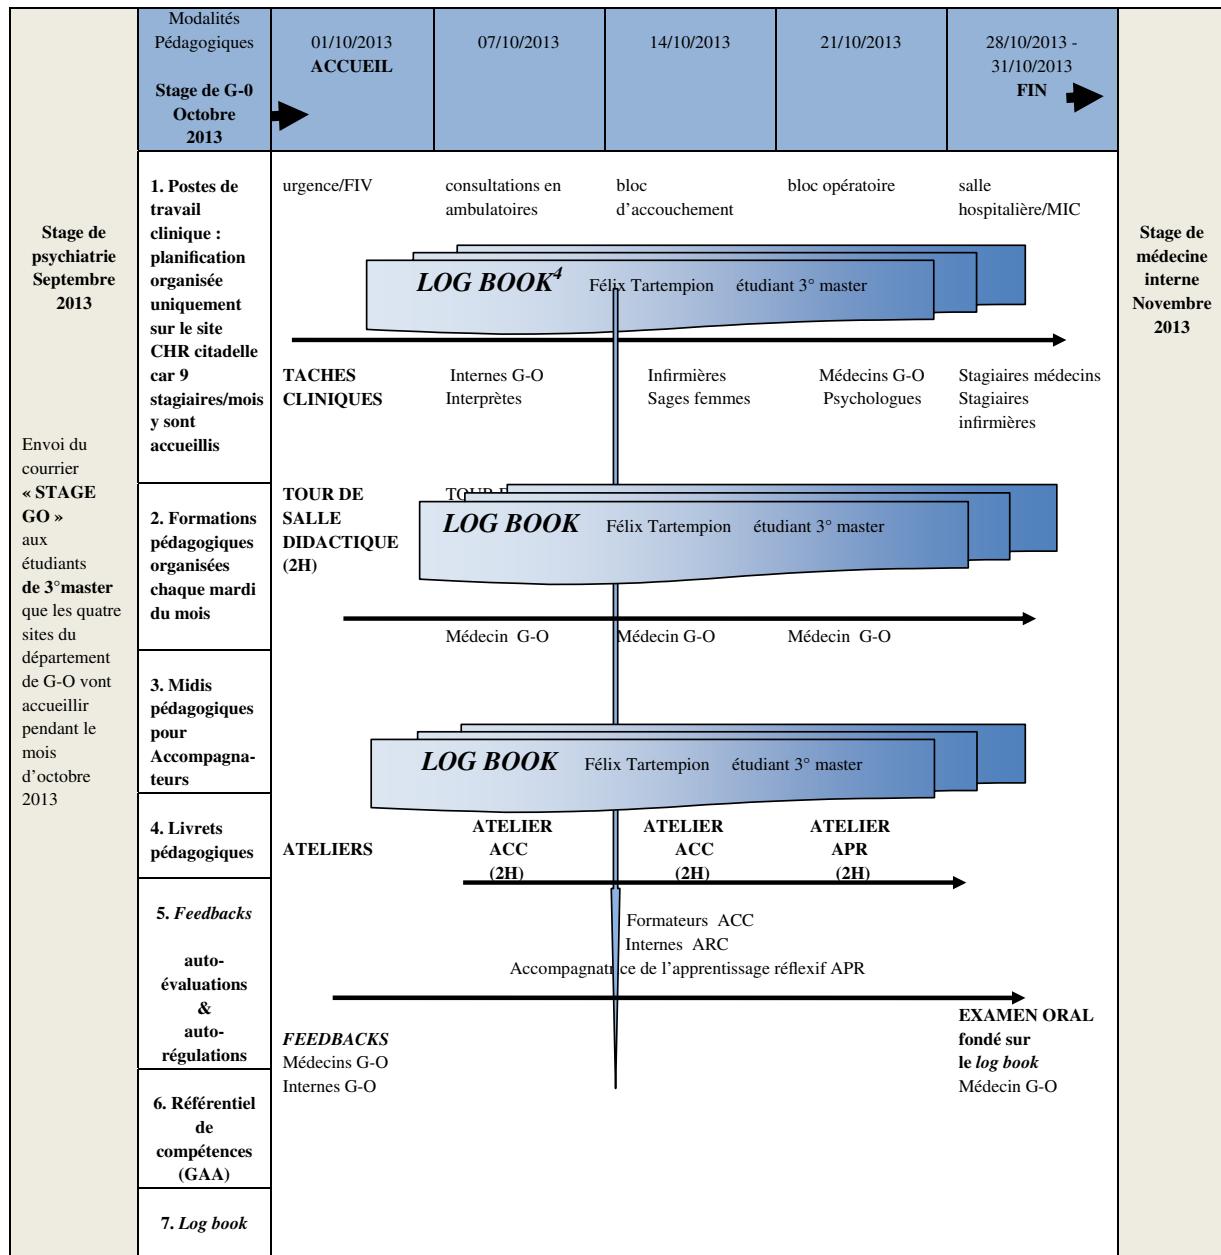 Modalités
Pédagogiques
Stage de G-0
Octobre
2013
01/10/2013
ACCUEIL
07/10/2013
14/10/2013
21/10/2013
28/10/2013 -
31/10/2013
FIN
Stage de
psychiatrie
Septembre
2013
Envoi du
courrier
« STAGE
GO »
aux
étudiants
de 3°master
que les quatre
sites du
département
de G-O vont
accueillir
pendant le
mois
d’octobre
2013
1. Postes de
travail
clinique :
planification
organisée
uniquement
sur le site
CHR citadelle
car 9
stagiaires/mois
y sont
accueillis
2. Formations
pédagogiques
organisées
chaque mardi
du mois
3. Midis
pédagogiques
pour
Accompagna-
teurs
4. Livrets
pédagogiques
5. Feedbacks
auto-
évaluations
&
auto-
régulations
6. Référentiel
de
compétences
(GAA)
7. Log book
urgence/FIV
consultations en
ambulatoires
bloc
d’accouchement
bloc opératoire
salle
hospitalière/MIC
LOG BOOK⁴ Félix Tartempion étudiant 3° master
TACHES
CLINIQUES
Internes G-O
Interprètes
Infirmières
Sages femmes
Médecins G-O
Psychologues
Stagiaires médecins
Stagiaires
infirmières
TOUR DE
SALLE
DIDACTIQUE
(2H)
LOG BOOK Félix Tartempion étudiant 3° master
Médecin G-O
Médecin G-O
Médecin G-O
LOG BOOK Félix Tartempion étudiant 3° master
ATELIERS
ATELIER
ACC
(2H)
ATELIER
ACC
(2H)
ATELIER
APR
(2H)
Formateurs ACC
Internes ARC
Accompagnatrice de l’apprentissage réflexif APR
FEEDBACKS
Médecins G-O
Internes G-O
EXAMEN ORAL
fondé sur
le log book
Médecin G-O
Stage de
médecine
interne
Novembre
2013